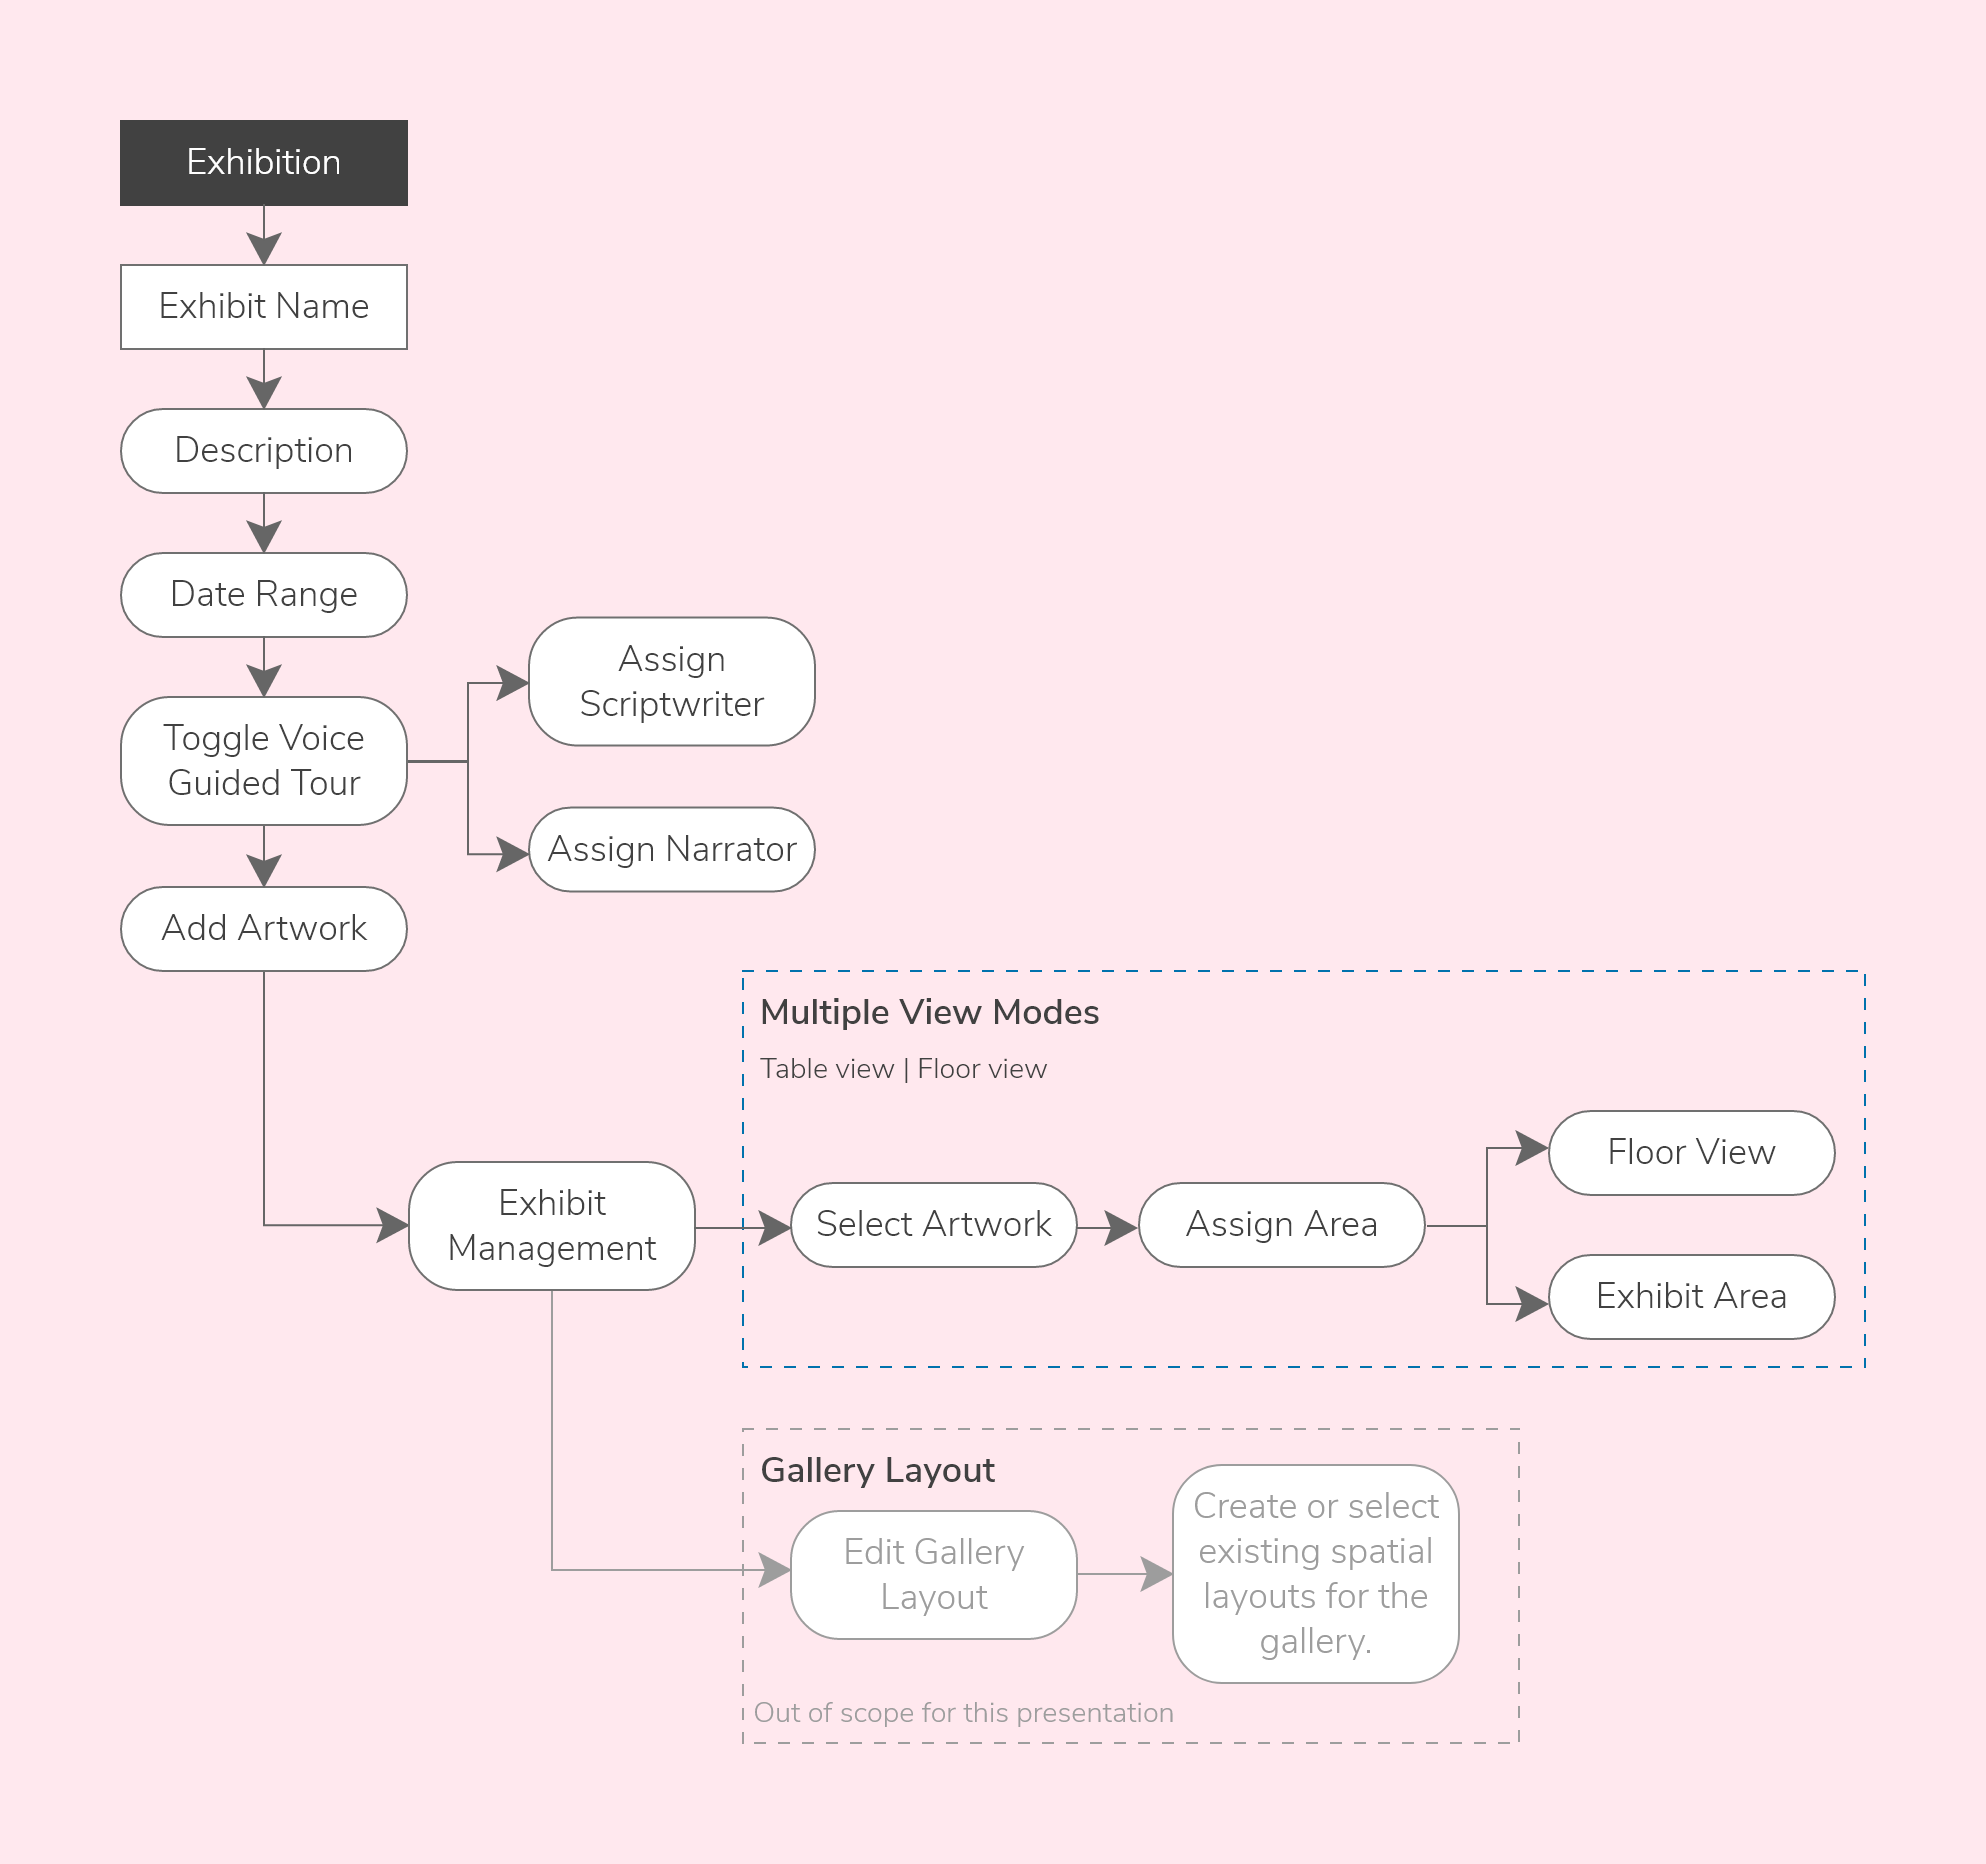 Exhibition
Exhibit Name
Description
Date Range
Toggle Voice
Guided Tour
Assign
Scriptwriter
Assign Narrator
Add Artwork
Multiple View Modes
Table view | Floor view
Exhibit
Management
Select Artwork
Assign Area
Floor View
Exhibit Area
Gallery Layout
Edit Gallery
Layout
Create or select
existing spatial
layouts for the
gallery.
Out of scope for this presentation